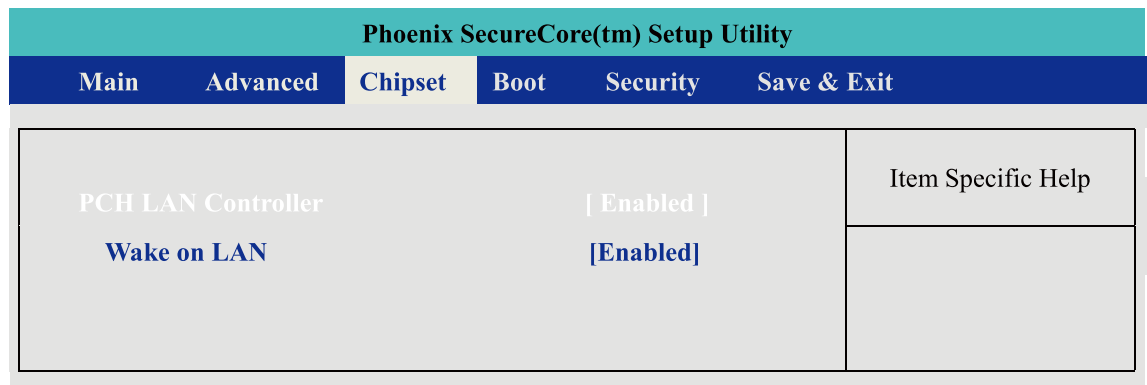 Phoenix SecureCore(tm) Setup Utility
Main Advanced Chipset Boot Security Save & Exit
Item Specific Help
PCH LAN Controller [ Enabled ]
Wake on LAN [Enabled]